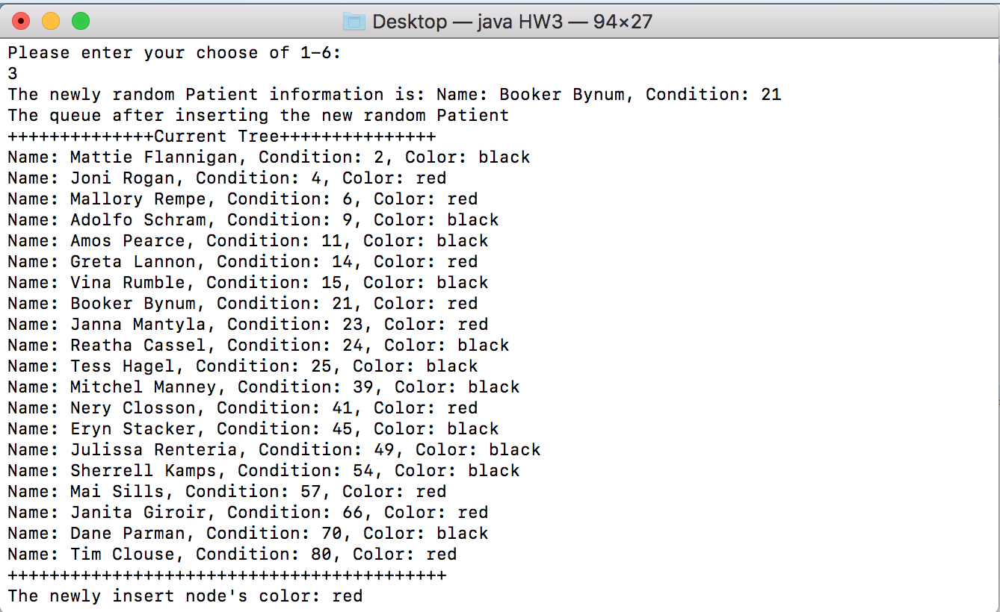 Desktop — java HW3 — 94×27
Please enter your choose of 1-6:
3
The newly random Patient information is: Name: Booker Bynum, Condition: 21
The queue after inserting the new random Patient
++++++++++++++Current Tree+++++++++++++++
Name: Mattie Flannigan, Condition: 2, Color: black
Name: Joni Rogan, Condition: 4, Color: red
Name: Mallory Rempe, Condition: 6, Color: red
Name: Adolfo Schram, Condition: 9, Color: black
Name: Amos Pearce, Condition: 11, Color: black
Name: Greta Lannon, Condition: 14, Color: red
Name: Vina Rumble, Condition: 15, Color: black
Name: Booker Bynum, Condition: 21, Color: red
Name: Janna Mantyla, Condition: 23, Color: red
Name: Reatha Cassel, Condition: 24, Color: black
Name: Tess Hagel, Condition: 25, Color: black
Name: Mitchel Manney, Condition: 39, Color: black
Name: Nery Closson, Condition: 41, Color: red
Name: Eryn Stacker, Condition: 45, Color: black
Name: Julissa Renteria, Condition: 49, Color: black
Name: Sherrell Kamps, Condition: 54, Color: black
Name: Mai Sills, Condition: 57, Color: red
Name: Janita Giroir, Condition: 66, Color: red
Name: Dane Parman, Condition: 70, Color: black
Name: Tim Clouse, Condition: 80, Color: red
++++++++++++++++++++++++++++++++++++++++++
The newly insert node's color: red